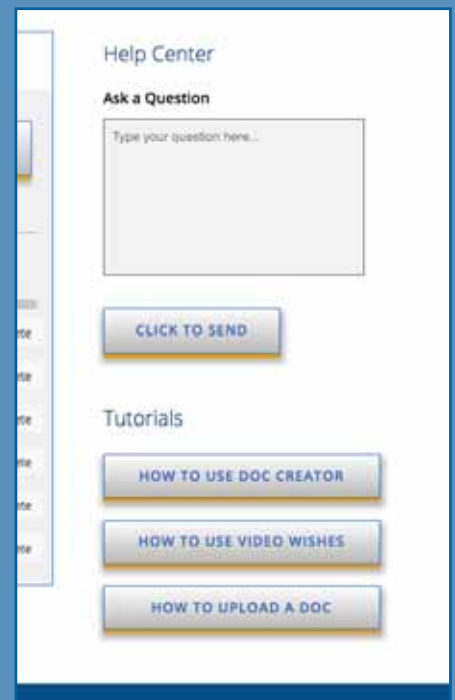 Help Center
Ask a Question
Type your question here...
CLICK TO SEND
Tutorials
HOW TO USE DOC CREATOR
HOW TO USE VIDEO WISHES
HOW TO UPLOAD A DOC